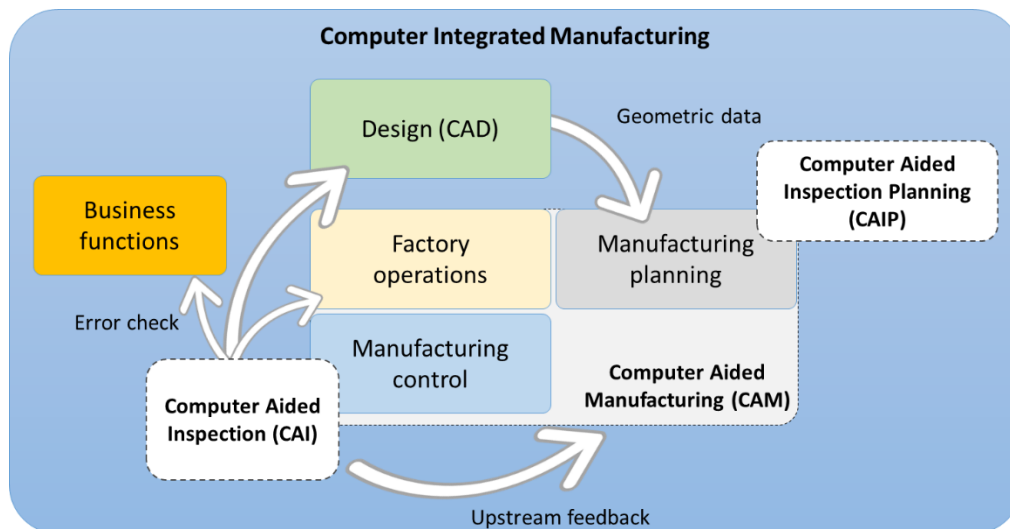 Computer Integrated Manufacturing
Design (CAD)
Geometric data
Computer Aided
Inspection Planning
(CAIP)
Business
functions
Factory
operations
Manufacturing
planning
Error check
Manufacturing
control
Computer Aided
Manufacturing (CAM)
Computer Aided
Inspection (CAI)
Upstream feedback